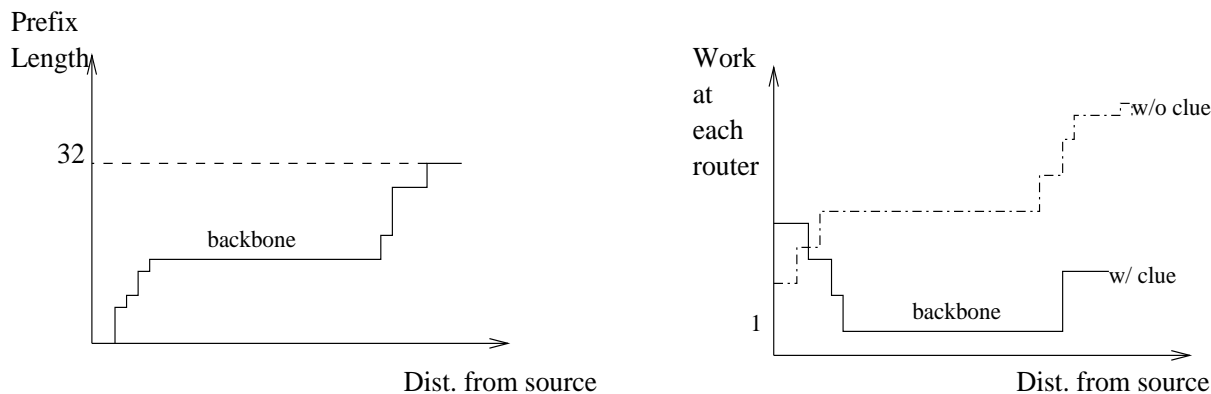 Prefix
Length
32
backbone
Dist. from source
Work
at
each
router
w/o clue
w/ clue
backbone
1
Dist. from source